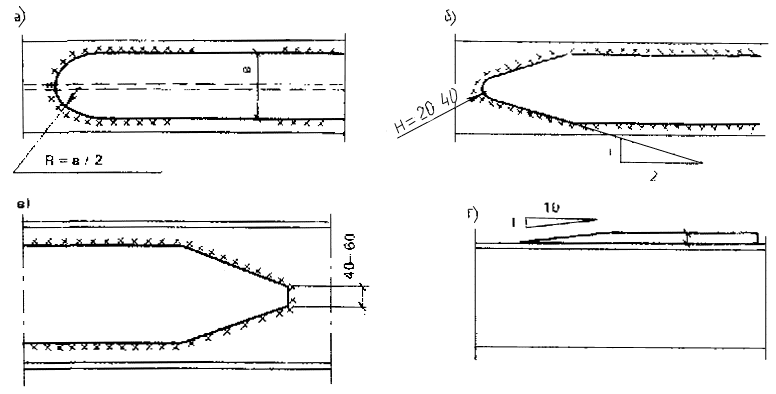 а)
в
R = в / 2
б)
H = 20 40
1
2
в)
40–60
г)
10
1